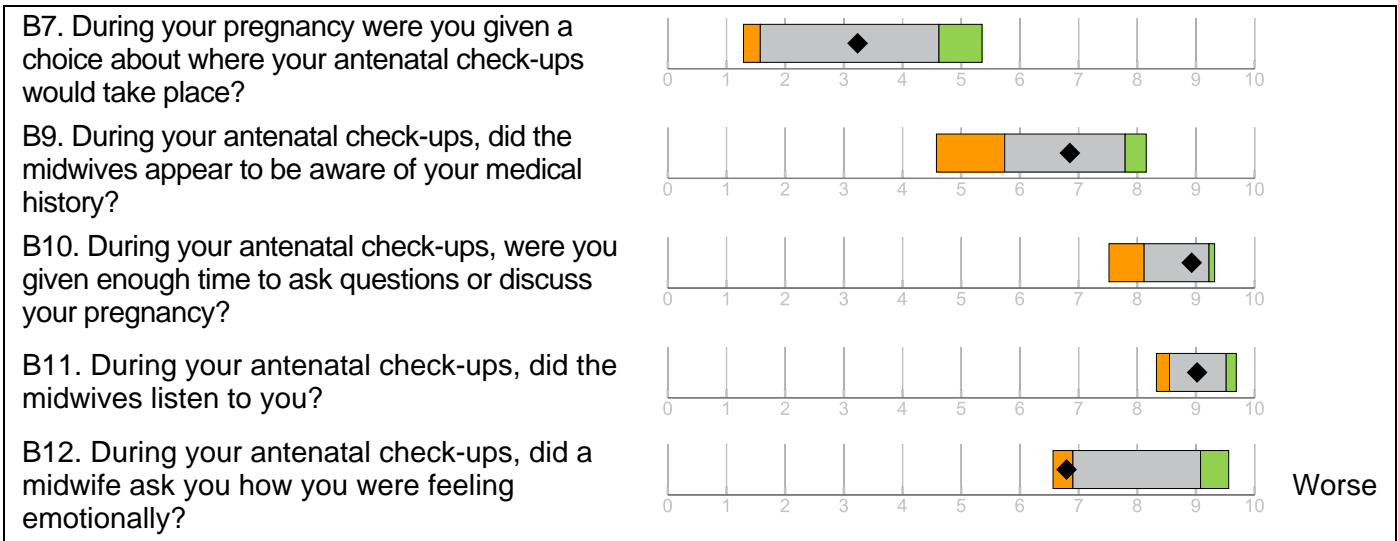 B7. During your pregnancy were you given a
choice about where your antenatal check-ups
would take place?
0 1 2 3 4 5 6 7 8 9 10
B9. During your antenatal check-ups, did the
midwives appear to be aware of your medical
history?
0 1 2 3 4 5 6 7 8 9 10
B10. During your antenatal check-ups, were you
given enough time to ask questions or discuss
your pregnancy?
0 1 2 3 4 5 6 7 8 9 10
B11. During your antenatal check-ups, did the
midwives listen to you?
0 1 2 3 4 5 6 7 8 9 10
B12. During your antenatal check-ups, did a
midwife ask you how you were feeling
emotionally?
0 1 2 3 4 5 6 7 8 9 10
Worse